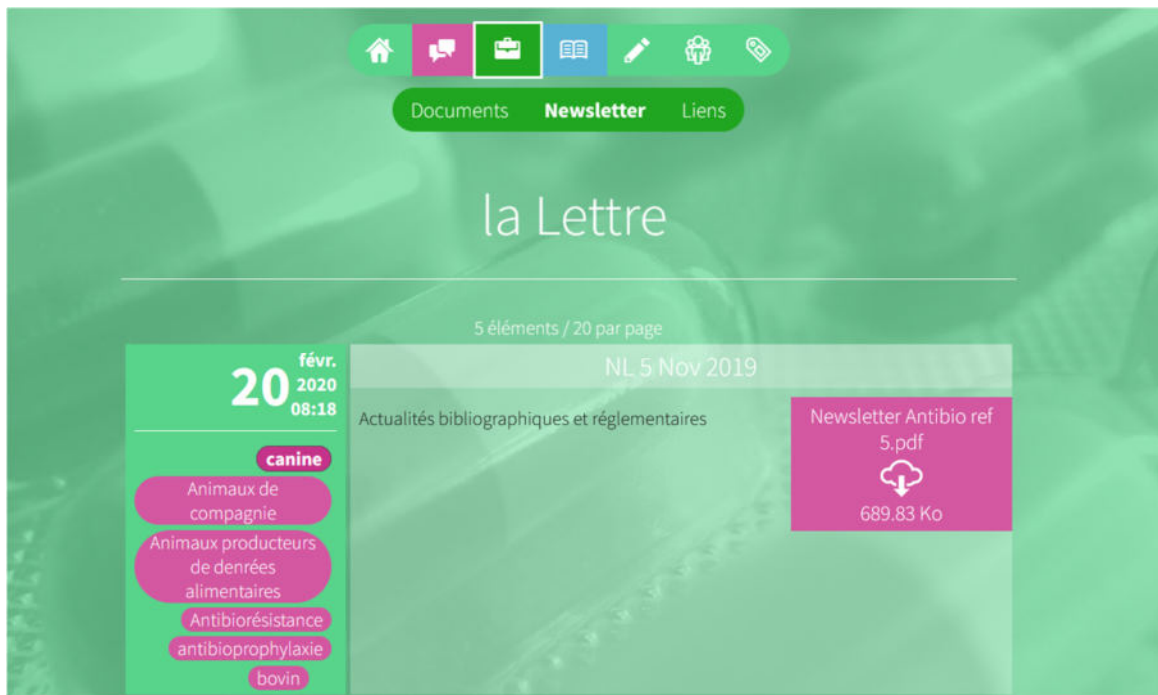 Documents Newsletter Liens
la Lettre
5 éléments / 20 par page
20 févr.
2020
08:18
canine
Animaux de
compagnie
Animaux producteurs
de denrées
alimentaires
Antibiorésistance
antibioprophylaxie
bovin
NL 5 Nov 2019
Actualités bibliographiques et réglementaires
Newsletter Antibio ref
5.pdf
689.83 Ko